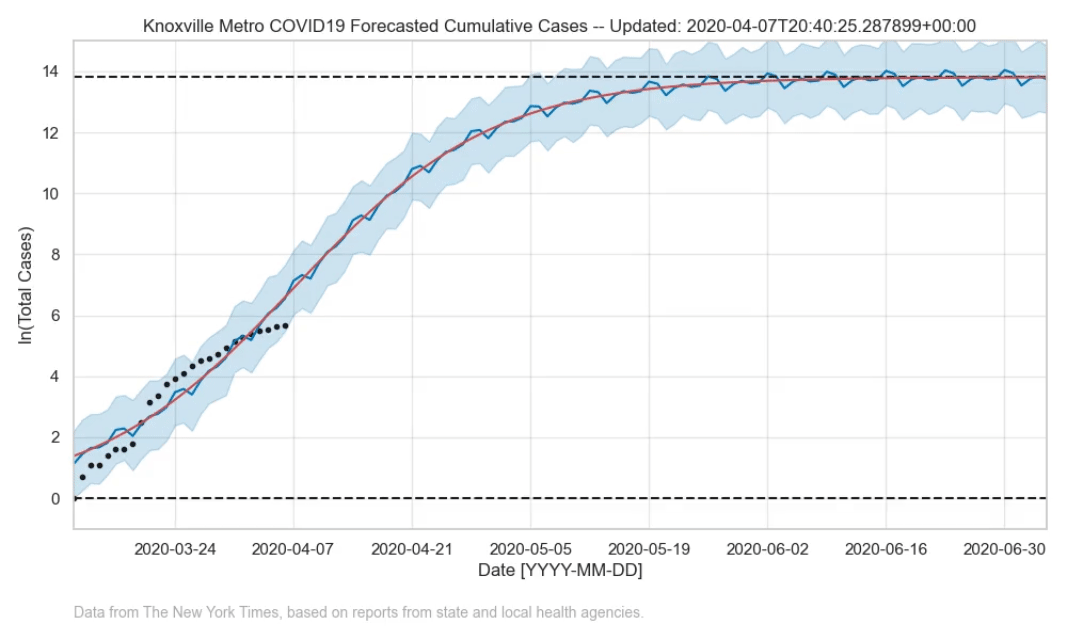 Knoxville Metro COVID19 Forecasted Cumulative Cases -- Updated: 2020-04-07T20:40:25.287899+00:00
14
12
10
8
6
4
2
0
ln(Total Cases)
2020-03-24 2020-04-07 2020-04-21 2020-05-05 2020-05-19 2020-06-02 2020-06-16 2020-06-30
Date [YYYY-MM-DD]
Data from The New York Times, based on reports from state and local health agencies.